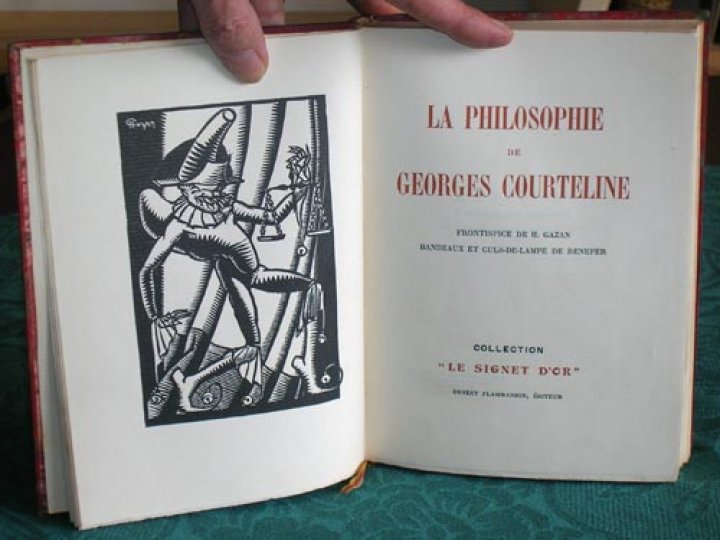 Gazan
LA PHILOSOPHIE
DE
GEORGES COURTELINE
FRONTISPICE DE H. GAZAN
BANDEAUX ET CULS-DE-LAMPE DE RENEFER
COLLECTION
"LE SIGNET D'OR"
ERNEST FLAMMARION, ÉDITEUR